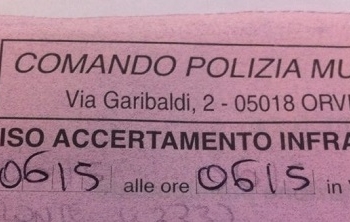 COMANDO POLIZIA MU
Via Garibaldi, 2 - 05018 ORV
ISO ACCERTAMENTO INFRA
0615 alle ore 0615 in